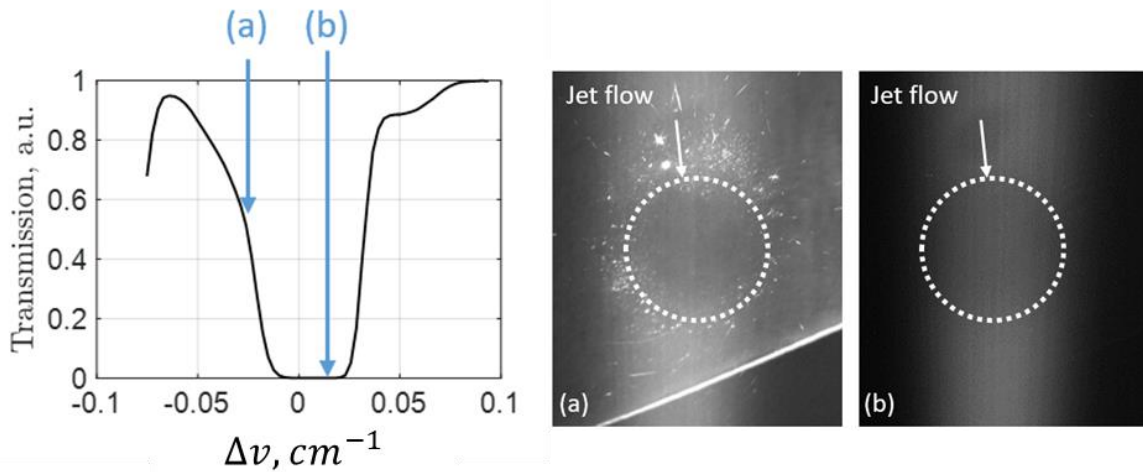 (a)
(b)
1
0.8
0.6
0.4
0.2
0
-0.1
-0.05
0
0.05
0.1
Transmission, a.u.
Δν, cm⁻¹
Jet flow
(a)
Jet flow
(b)